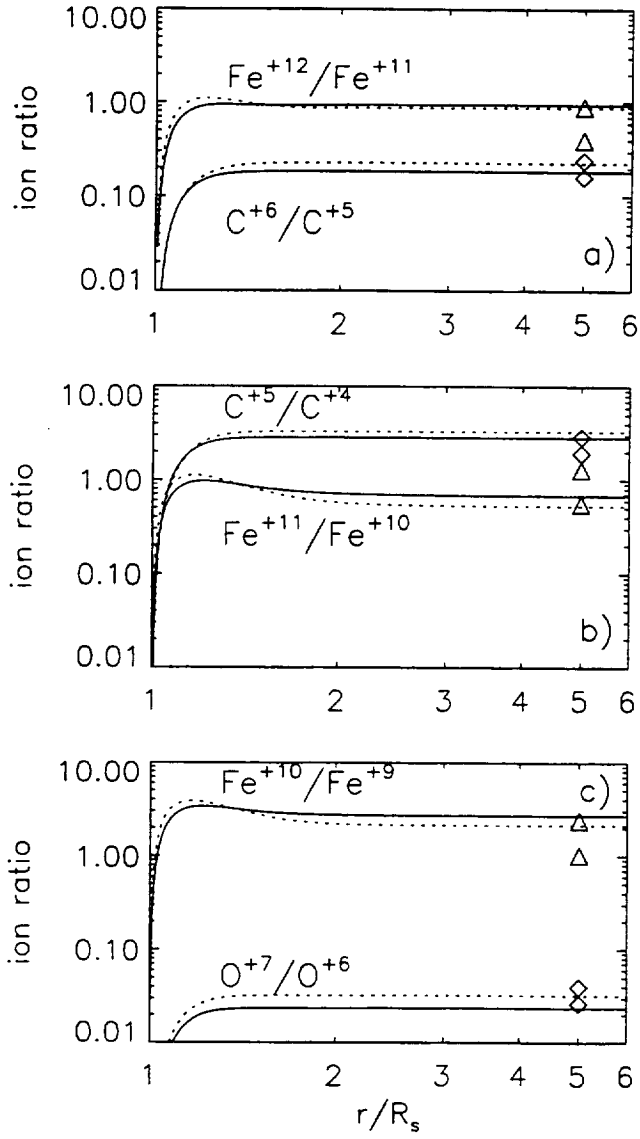 10.00
Fe+12/Fe+11
1.00
ion ratio
0.10
C+6/C+5
0.01
a)
1 2 3 4 5 6
10.00
C+5/C+4
1.00
ion ratio
Fe+11/Fe+10
0.10
b)
0.01
1 2 3 4 5 6
10.00
Fe+10/Fe+9
c)
1.00
ion ratio
0.10
O+7/O+6
0.01
1 2 3 4 5 6
r/Rs